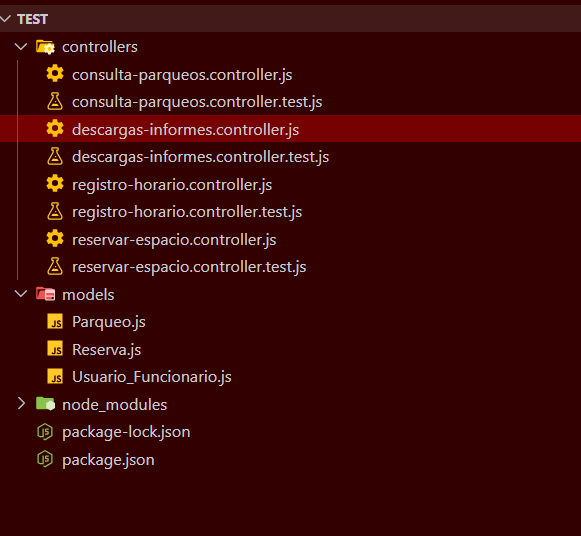 TEST
controllers
consulta-parqueos.controller.js
consulta-parqueos.controller.test.js
descargas-informes.controller.js
descargas-informes.controller.test.js
registro-horario.controller.js
registro-horario.controller.test.js
reservar-espacio.controller.js
reservar-espacio.controller.test.js
models
JS Parqueo.js
JS Reserva.js
JS Usuario_Funcionario.js
node_modules
package-lock.json
package.json